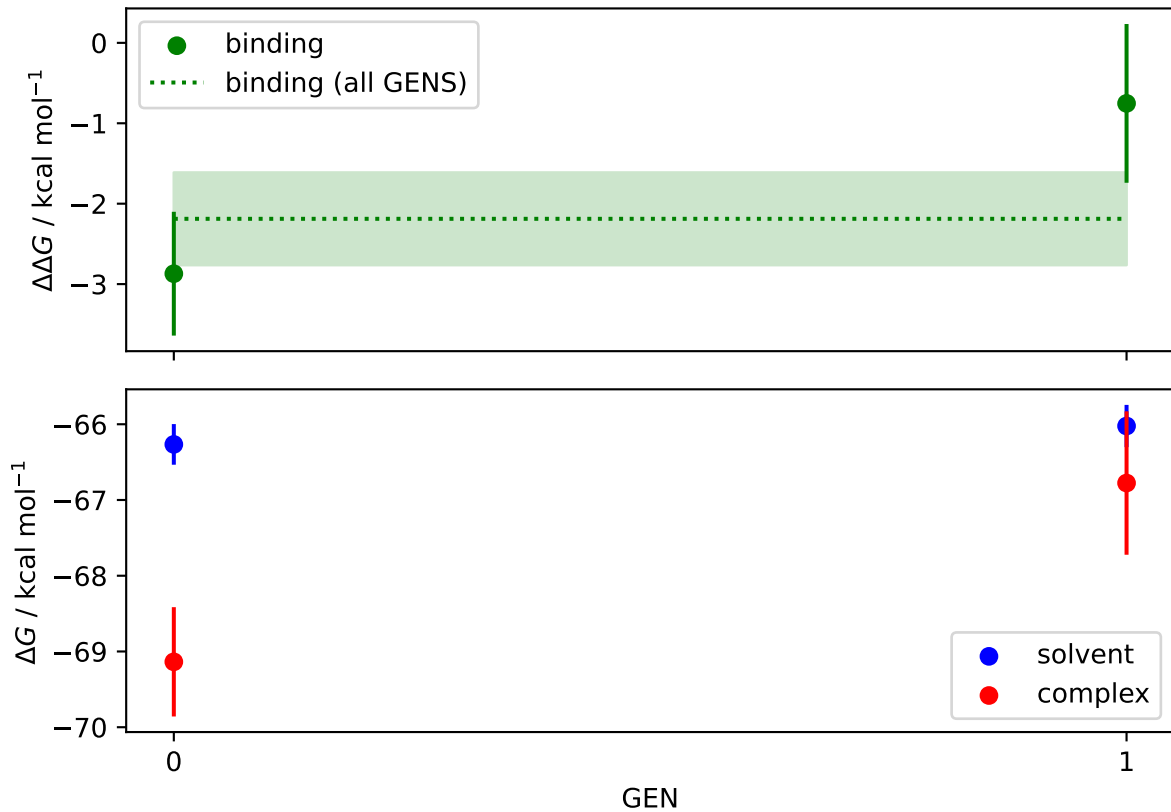 binding
binding (all GENS)
0
−1
−2
−3
ΔΔG / kcal mol⁻¹
−66
−67
−68
−69
−70
ΔG / kcal mol⁻¹
solvent
complex
0 1
GEN